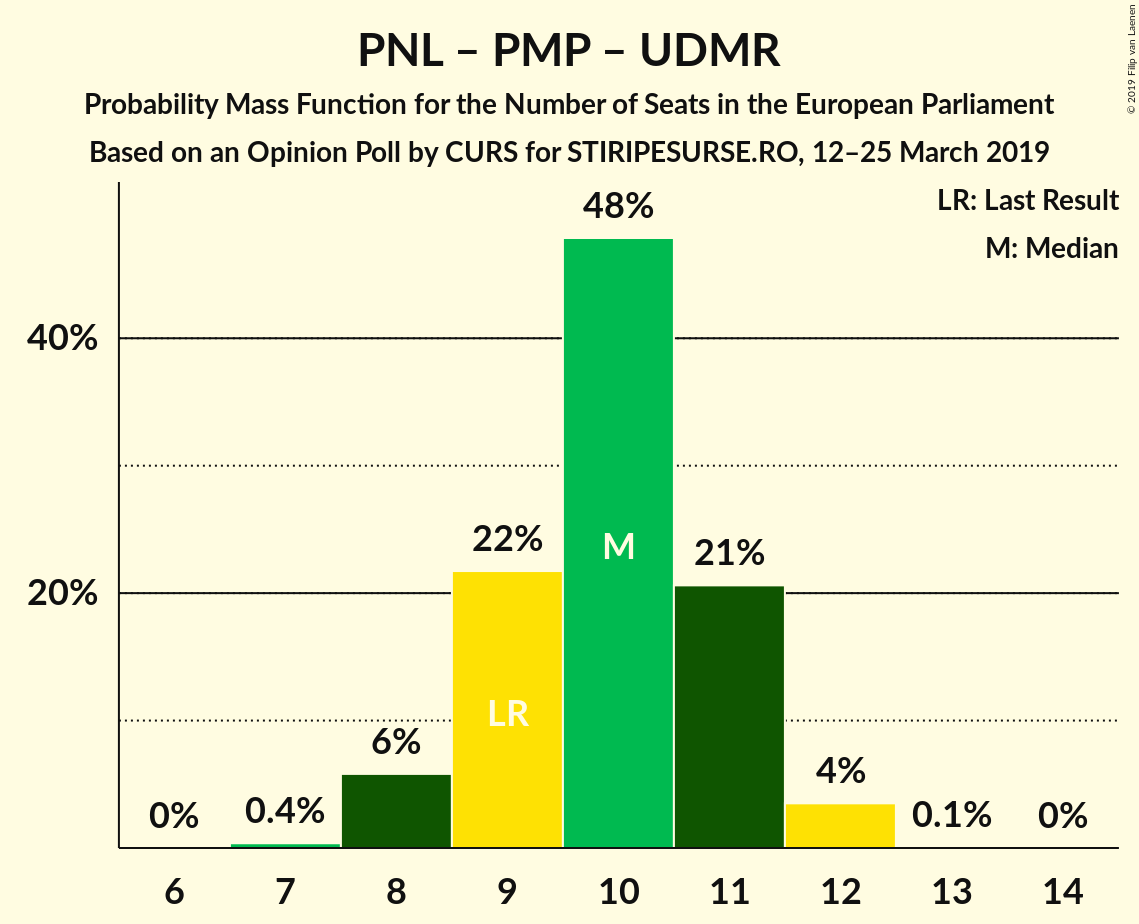 PNL – PMP – UDMR
Probability Mass Function for the Number of Seats in the European Parliament
Based on an Opinion Poll by CURS for STIRIPESURSE.RO, 12–25 March 2019
© 2019 Filip van Laenen
LR: Last Result
M: Median
48%
40%
22%
M
21%
20%
LR
6%
4%
0%
0.4%
0.1%
0%
6 7 8 9 10 11 12 13 14